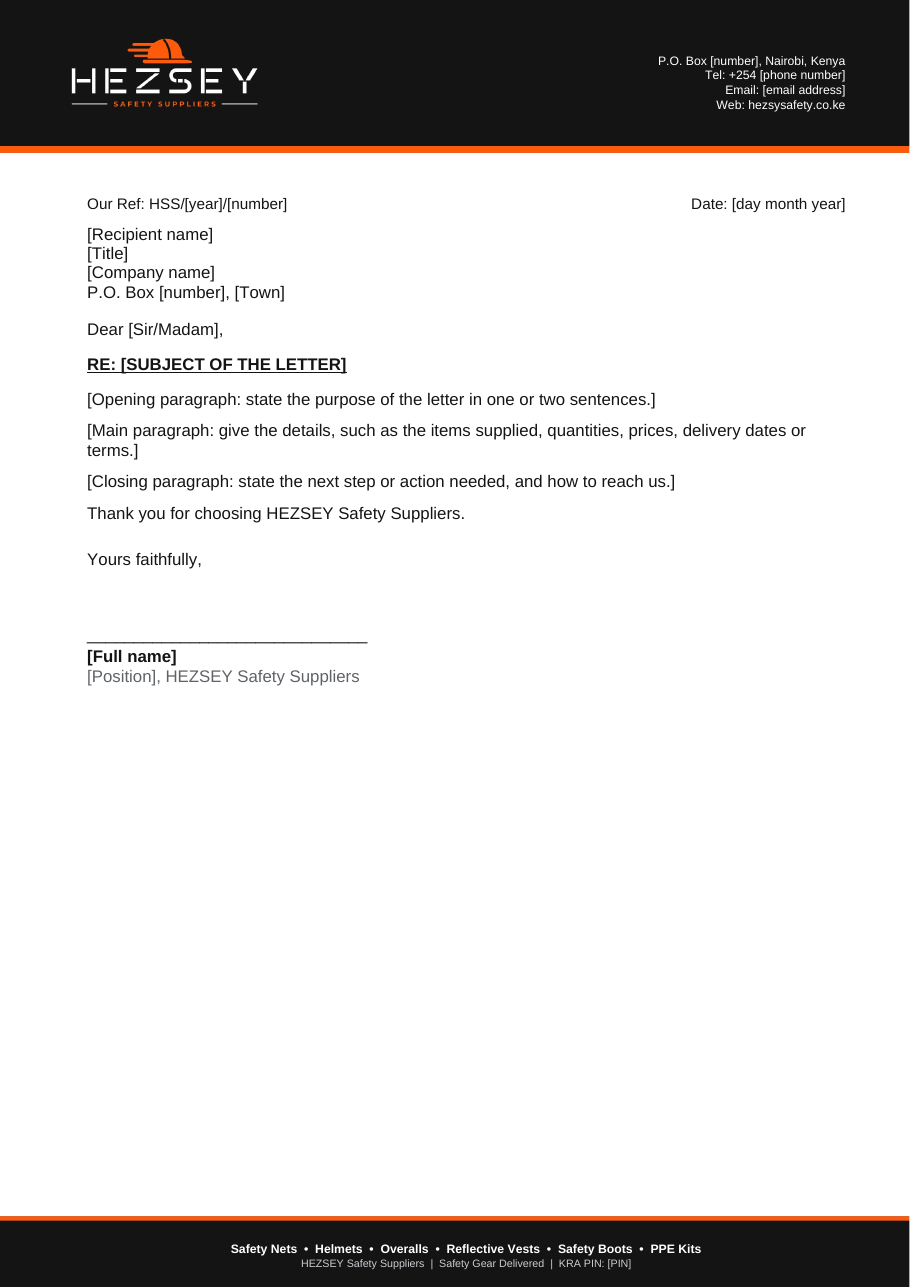 HEZSEY
SAFETY SUPPLIERS
P.O. Box [number], Nairobi, Kenya
Tel: +254 [phone number]
Email: [email address]
Web: hezsysafety.co.ke
Our Ref: HSS/[year]/[number]
Date: [day month year]
[Recipient name]
[Title]
[Company name]
P.O. Box [number], [Town]
Dear [Sir/Madam],
RE: [SUBJECT OF THE LETTER]
[Opening paragraph: state the purpose of the letter in one or two sentences.]
[Main paragraph: give the details, such as the items supplied, quantities, prices, delivery dates or
terms.]
[Closing paragraph: state the next step or action needed, and how to reach us.]
Thank you for choosing HEZSEY Safety Suppliers.
Yours faithfully,
______________________________
[Full name]
[Position], HEZSEY Safety Suppliers
Safety Nets • Helmets • Overalls • Reflective Vests • Safety Boots • PPE Kits
HEZSEY Safety Suppliers | Safety Gear Delivered | KRA PIN: [PIN]